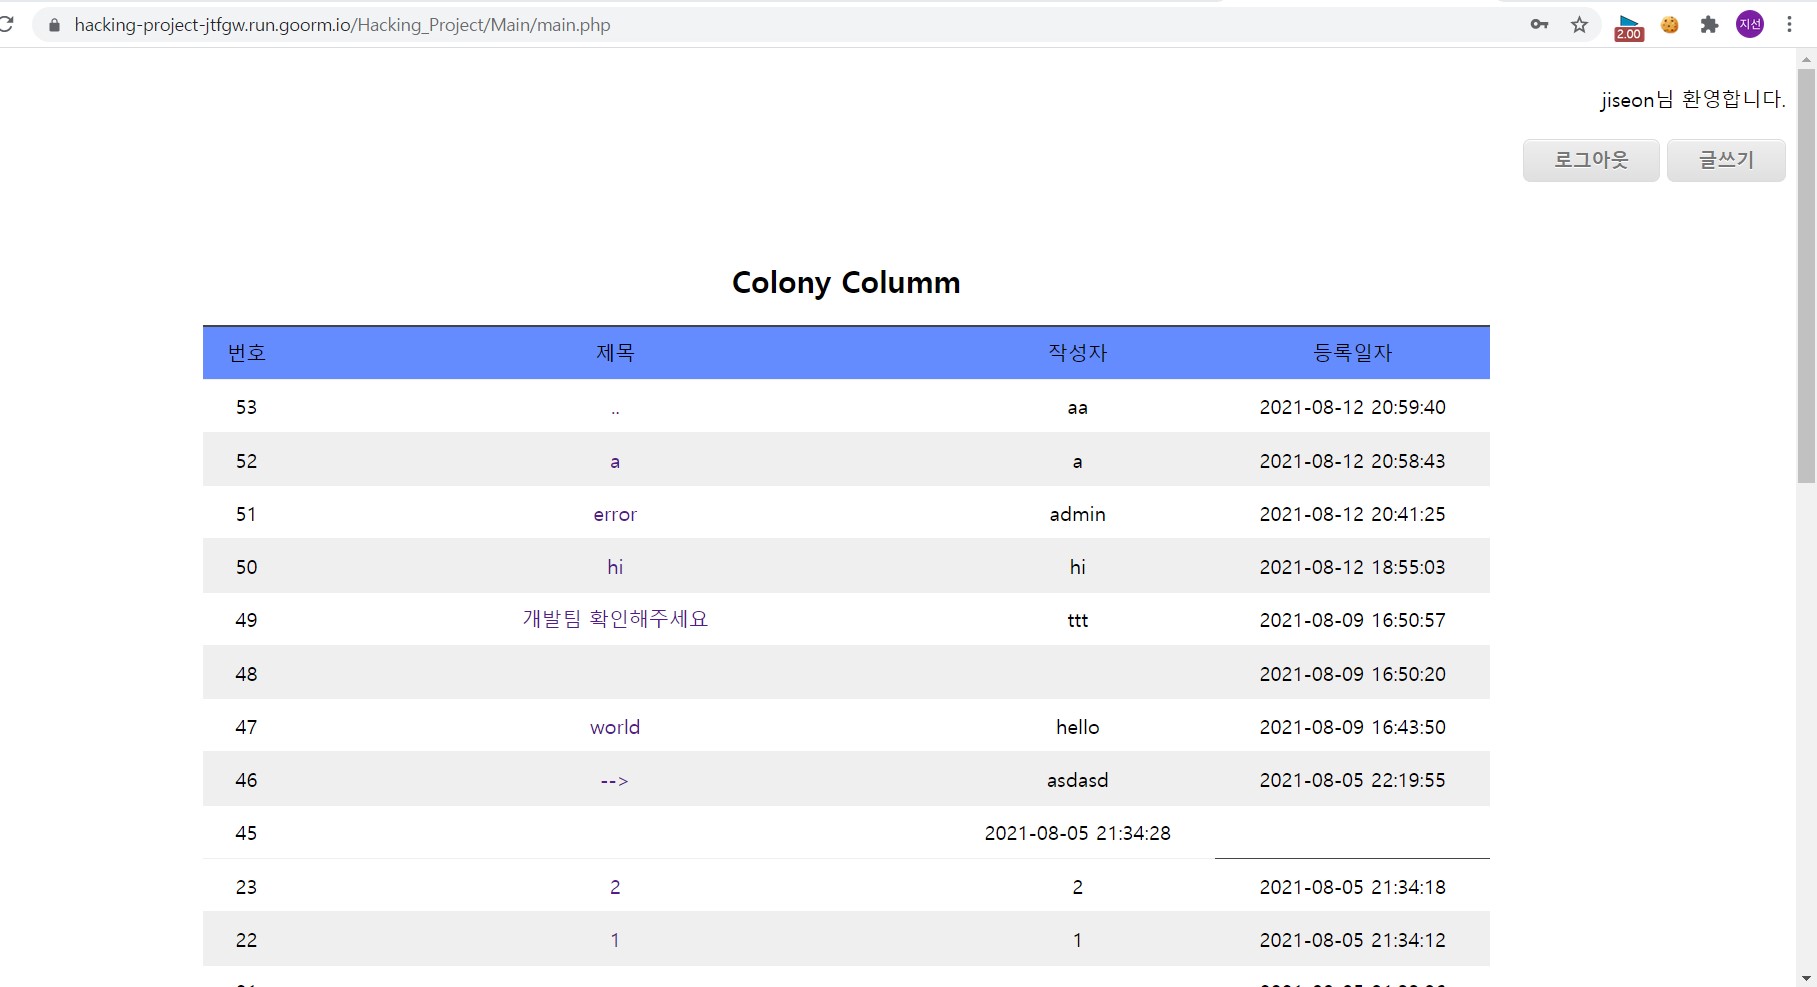 hacking-project-jtfgw.run.goorm.io/Hacking_Project/Main/main.php
2.00
지선
jiseon님 환영합니다.
로그아웃 글쓰기
Colony Columm
번호 제목 작성자 등록일자
53 .. aa 2021-08-12 20:59:40
52 a a 2021-08-12 20:58:43
51 error admin 2021-08-12 20:41:25
50 hi hi 2021-08-12 18:55:03
49 개발팀 확인해주세요 ttt 2021-08-09 16:50:57
48 2021-08-09 16:50:20
47 world hello 2021-08-09 16:43:50
46 --> asdasd 2021-08-05 22:19:55
45 2021-08-05 21:34:28
23 2 2 2021-08-05 21:34:18
22 1 1 2021-08-05 21:34:12